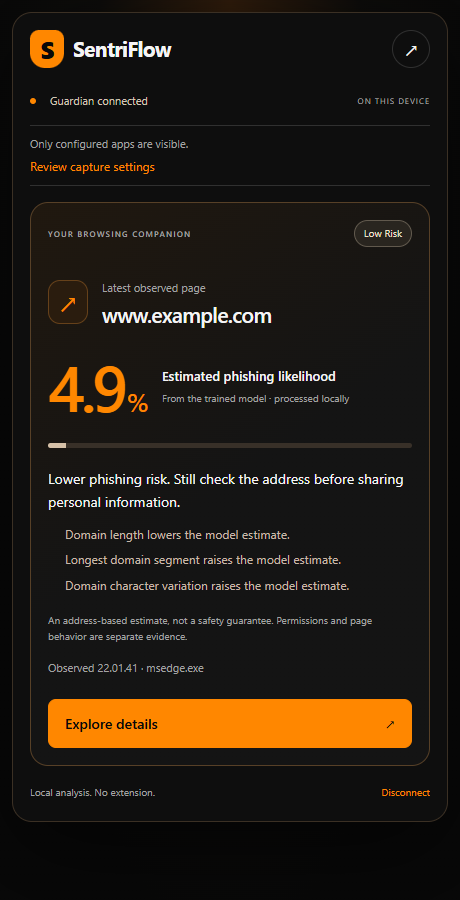 S SentriFlow ↗
Guardian connected ON THIS DEVICE
Only configured apps are visible.
Review capture settings
YOUR BROWSING COMPANION Low Risk
Latest observed page
↗ www.example.com
4.9% Estimated phishing likelihood
From the trained model · processed locally
Lower phishing risk. Still check the address before sharing
personal information.
Domain length lowers the model estimate.
Longest domain segment raises the model estimate.
Domain character variation raises the model estimate.
An address-based estimate, not a safety guarantee. Permissions and page
behavior are separate evidence.
Observed 22.01.41 · msedge.exe
Explore details ↗
Local analysis. No extension. Disconnect